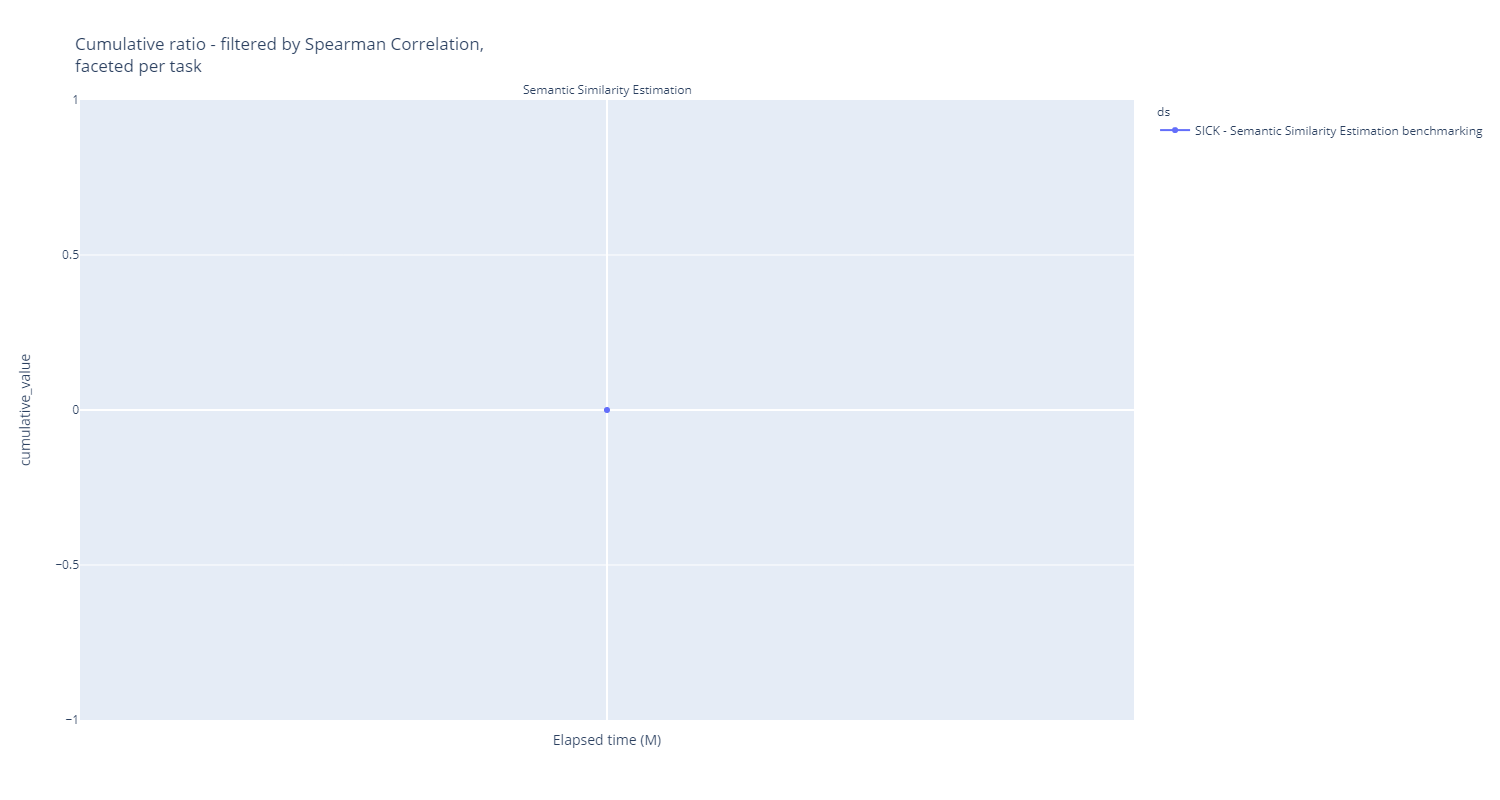 Cumulative ratio - filtered by Spearman Correlation,
faceted per task
Semantic Similarity Estimation
1
0.5
0
−0.5
−1
cumulative_value
Elapsed time (M)
ds
SICK - Semantic Similarity Estimation benchmarking